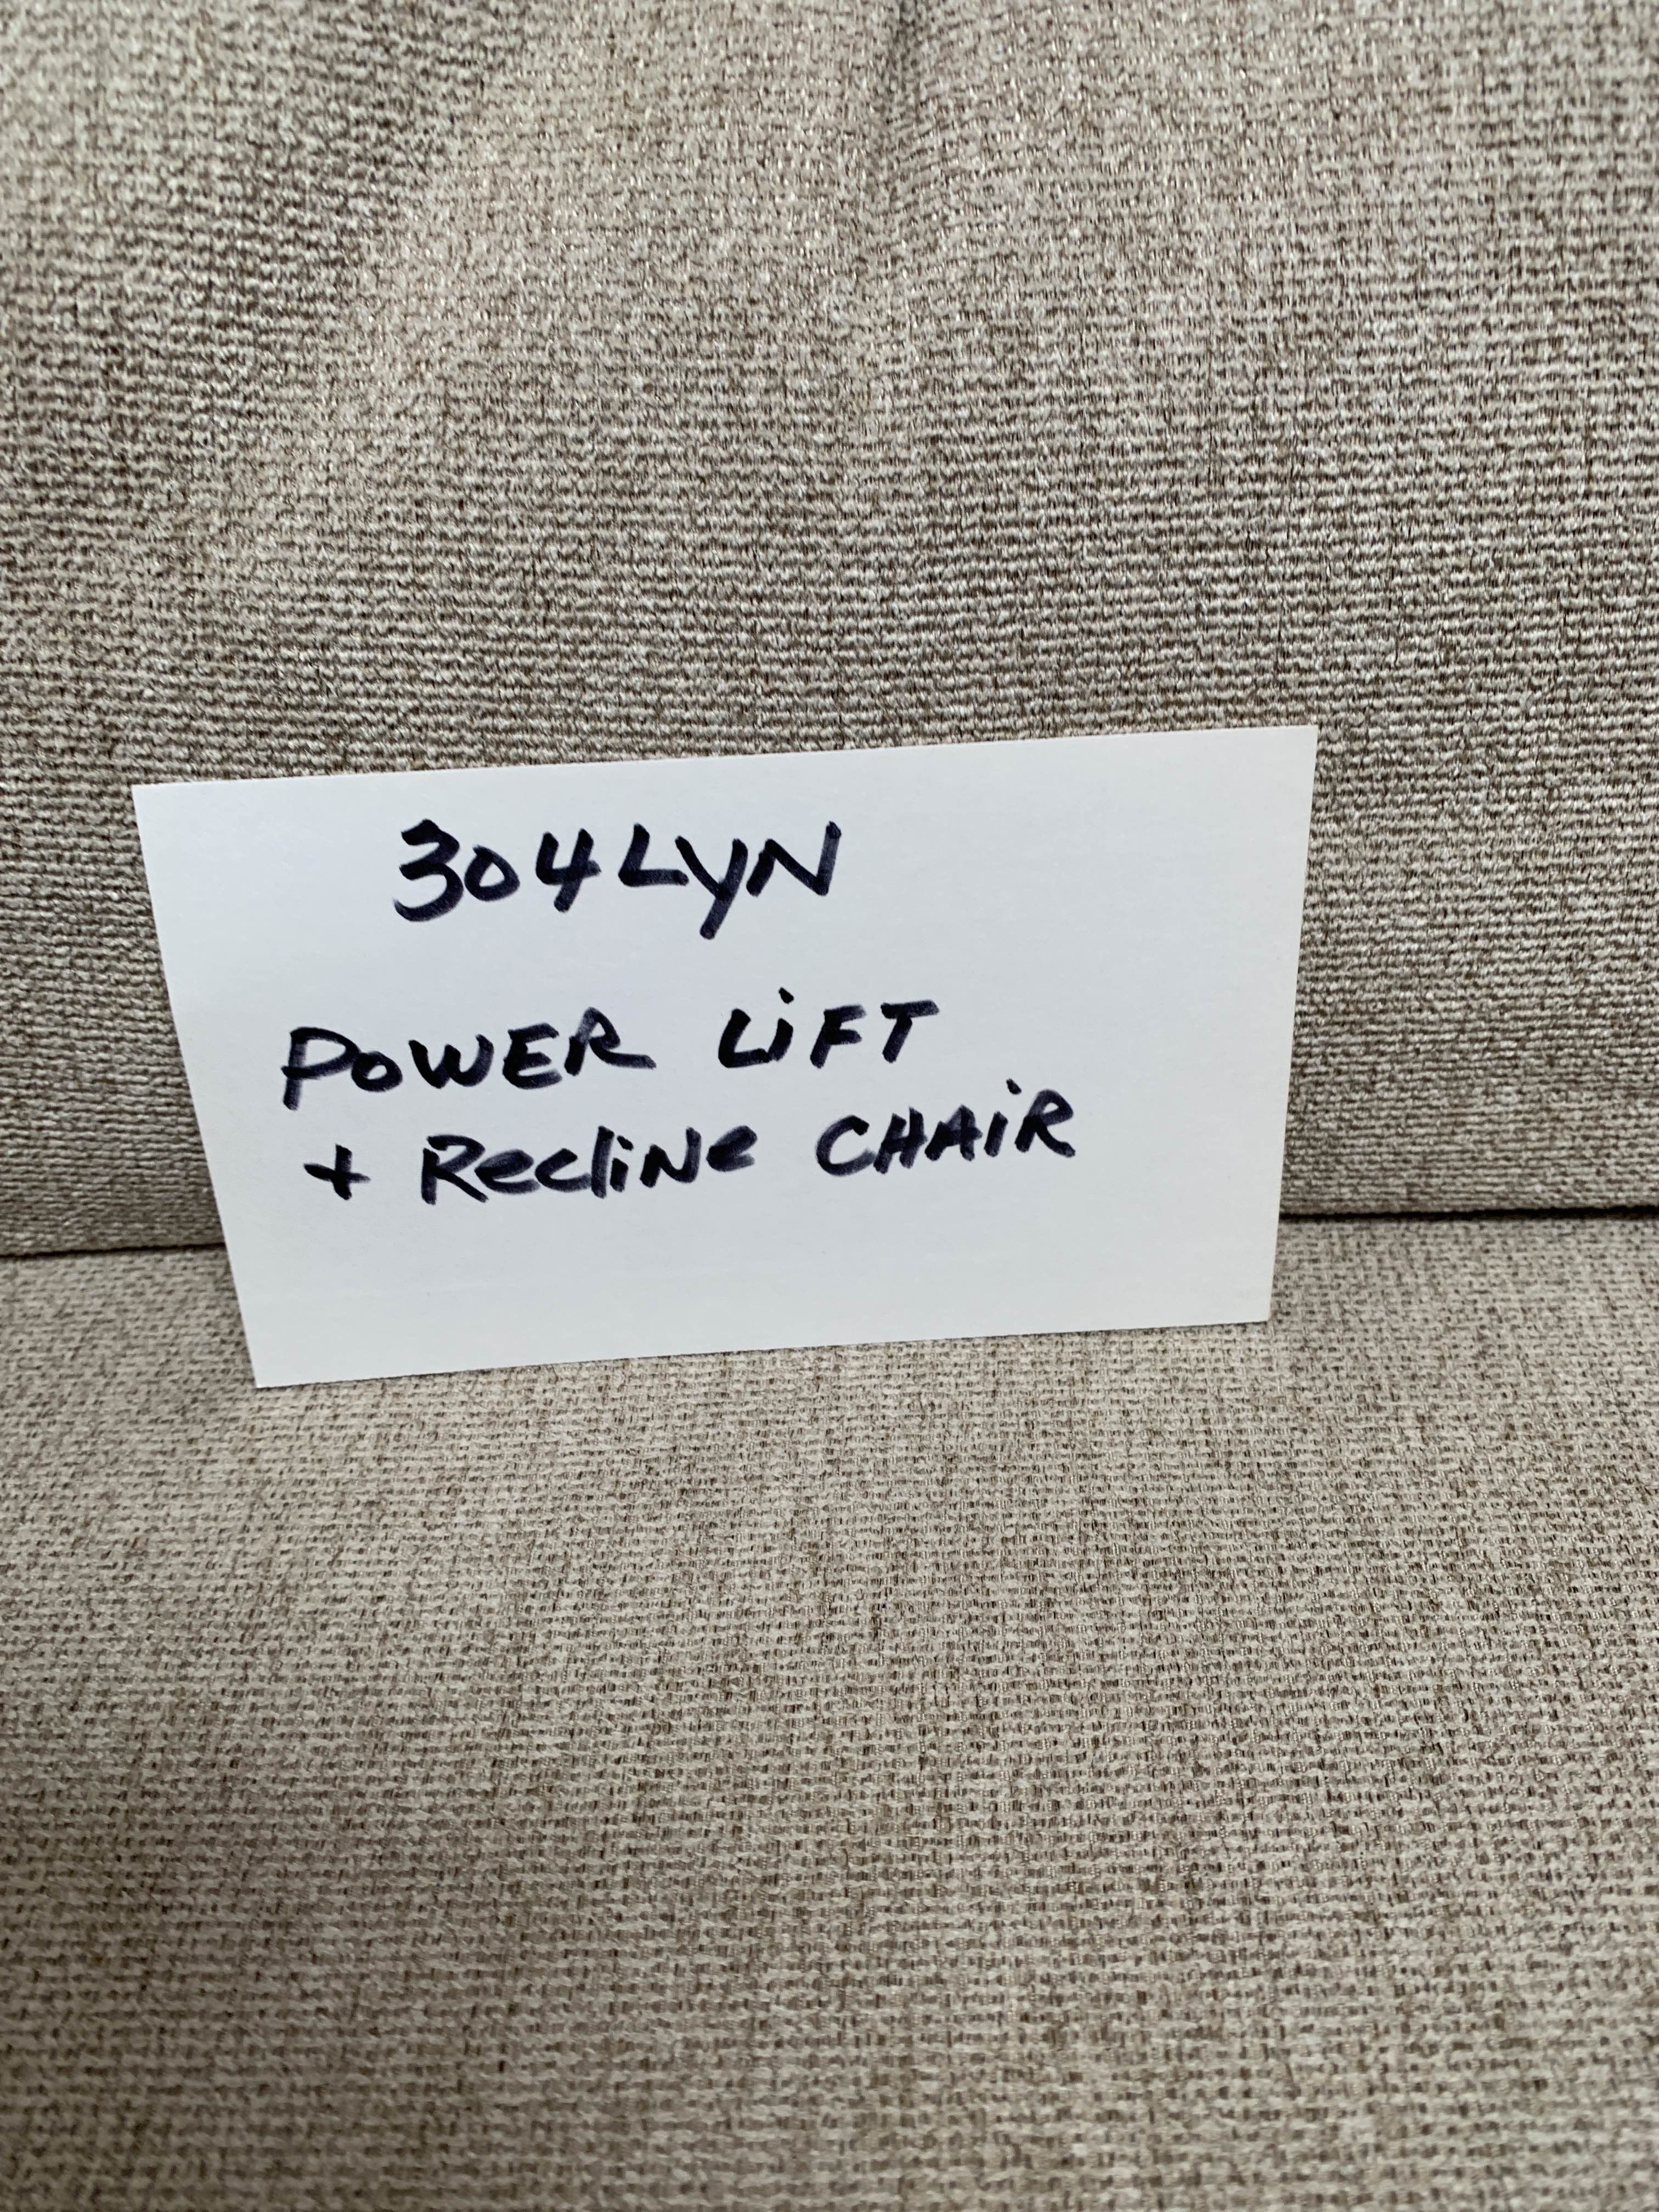 304LYN
POWER LiFT
+ RecliNe CHAiR